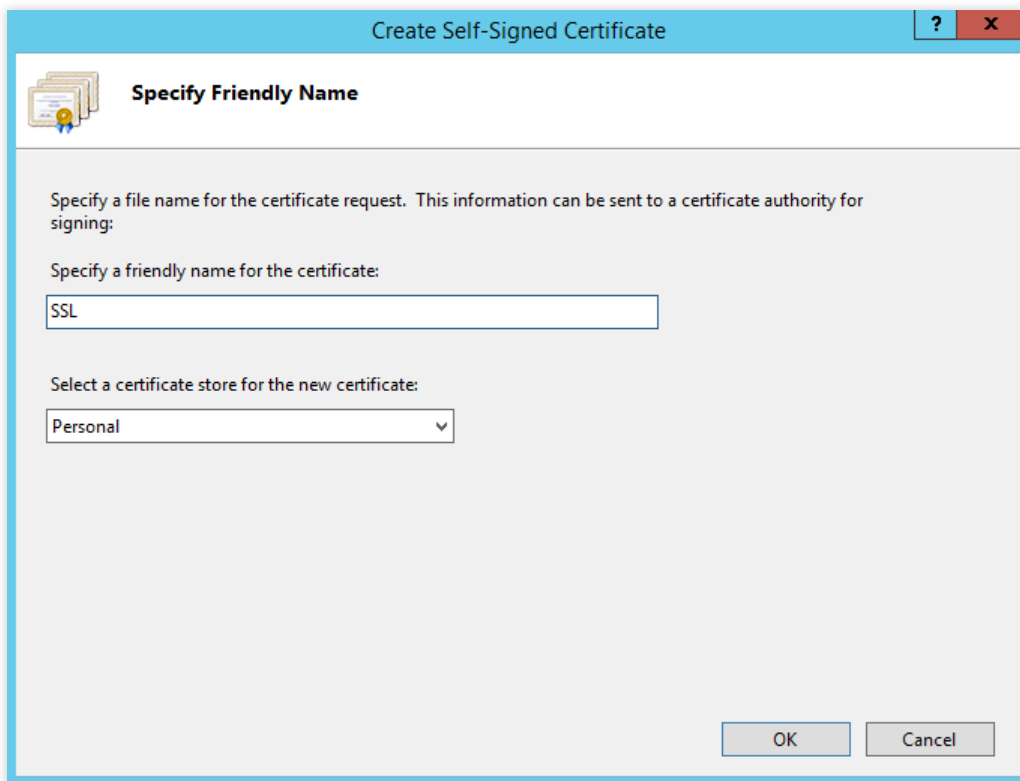 Create Self-Signed Certificate
?
x
Specify Friendly Name
Specify a file name for the certificate request.  This information can be sent to a certificate authority for
signing:
Specify a friendly name for the certificate:
SSL
Select a certificate store for the new certificate:
Personal
OK
Cancel